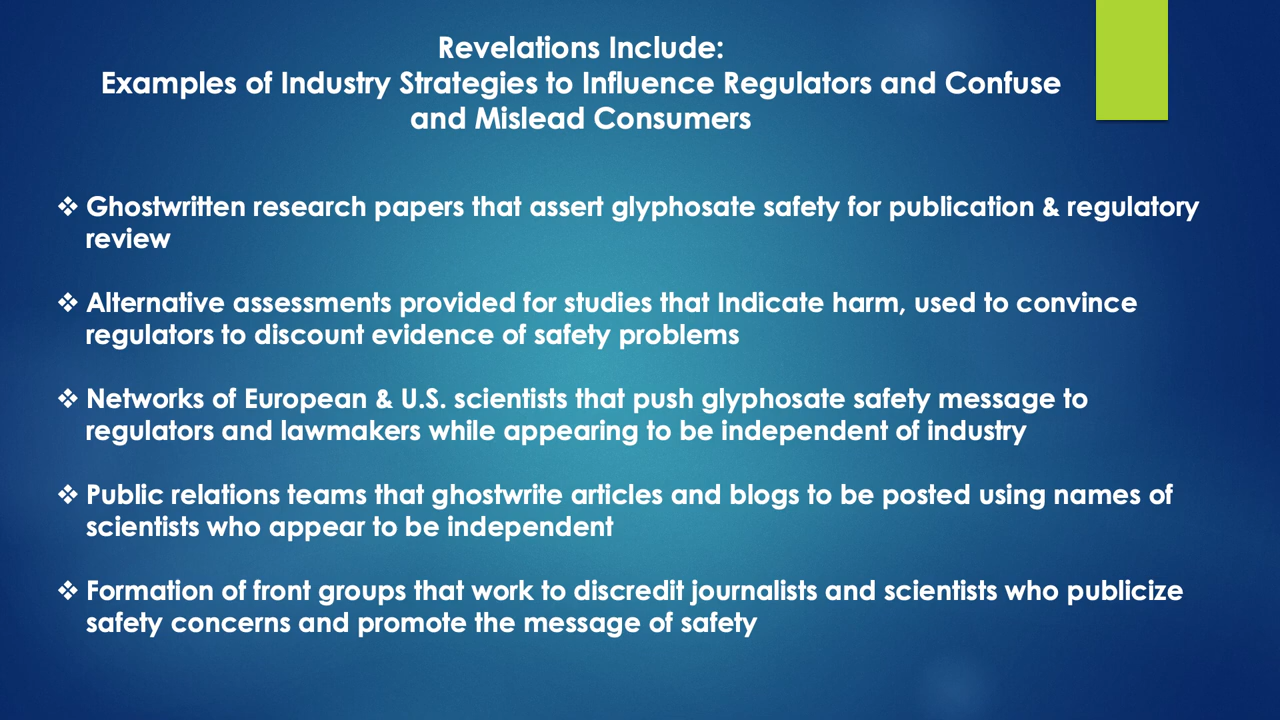 Revelations Include:
Examples of Industry Strategies to Influence Regulators and Confuse
and Mislead Consumers
❖ Ghostwritten research papers that assert glyphosate safety for publication & regulatory
review
❖ Alternative assessments provided for studies that Indicate harm, used to convince
regulators to discount evidence of safety problems
❖ Networks of European & U.S. scientists that push glyphosate safety message to
regulators and lawmakers while appearing to be independent of industry
❖ Public relations teams that ghostwrite articles and blogs to be posted using names of
scientists who appear to be independent
❖ Formation of front groups that work to discredit journalists and scientists who publicize
safety concerns and promote the message of safety